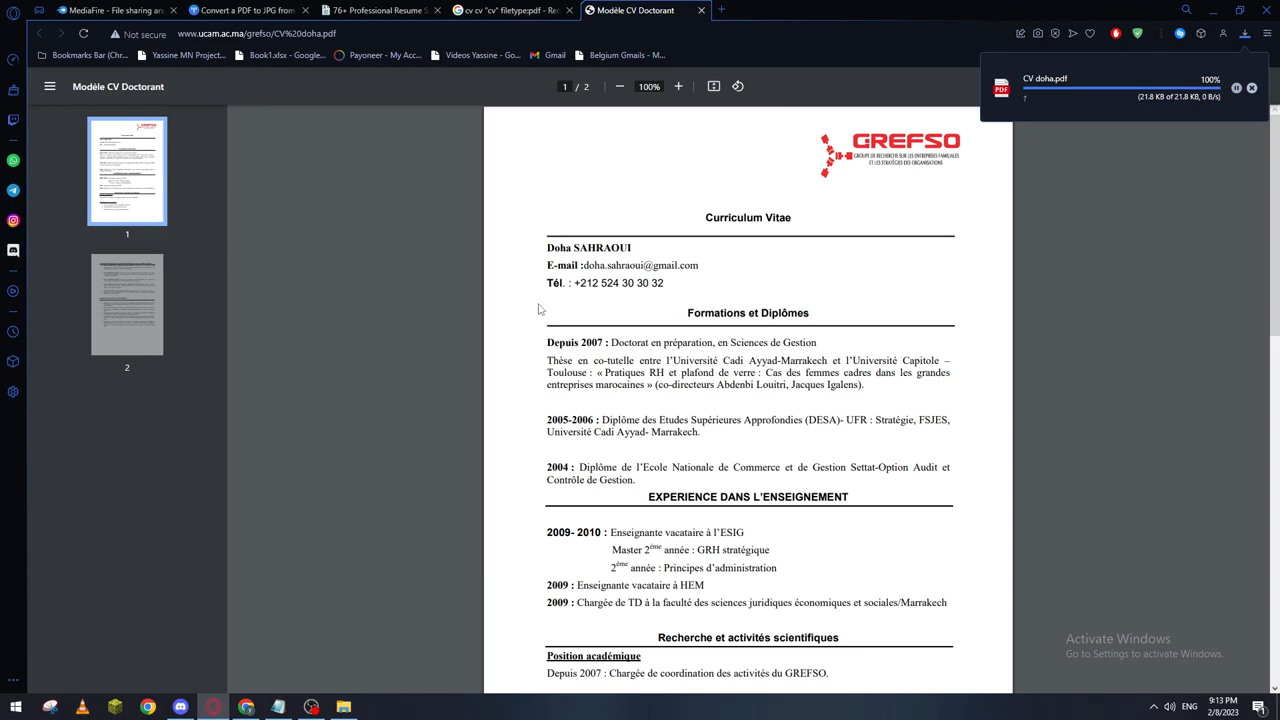 MediaFire - File sharing an
Convert a PDF to JPG from
76+ Professional Resume S
cv cv "cv" filetype:pdf - Rec
Modèle CV Doctorant
Not secure
www.ucam.ac.ma/grefso/CV%20doha.pdf
Bookmarks Bar (Chr...
Yassine MN Project...
Book1.xlsx - Google...
Payoneer - My Acc...
Videos Yassine - Go...
Gmail
Belgium Gmails - M...
CV doha.pdf
100%
(21.8 KB of 21.8 KB, 0 B/s)
PDF
?
Modèle CV Doctorant
1 / 2
100%
1
2
GREFSO
GROUPE DE RECHERCHE SUR LES ENTREPRISES FAMILIALES
ET LES STRATÉGIES DES ORGANISATIONS
Curriculum Vitae
Doha SAHRAOUI
E-mail :doha.sahraoui@gmail.com
Tél. : +212 524 30 30 32
Formations et Diplômes
Depuis 2007 : Doctorat en préparation, en Sciences de Gestion
Thèse en co-tutelle entre l’Université Cadi Ayyad-Marrakech et l’Université Capitole –
Toulouse : « Pratiques RH et plafond de verre : Cas des femmes cadres dans les grandes
entreprises marocaines » (co-directeurs Abdenbi Louitri, Jacques Igalens).
2005-2006 : Diplôme des Etudes Supérieures Approfondies (DESA)- UFR : Stratégie, FSJES,
Université Cadi Ayyad- Marrakech.
2004 : Diplôme de l’Ecole Nationale de Commerce et de Gestion Settat-Option Audit et
Contrôle de Gestion.
EXPERIENCE DANS L’ENSEIGNEMENT
2009- 2010 : Enseignante vacataire à l’ESIG
Master 2ème année : GRH stratégique
2ème année : Principes d’administration
2009 : Enseignante vacataire à HEM
2009 : Chargée de TD à la faculté des sciences juridiques économiques et sociales/Marrakech
Recherche et activités scientifiques
Position académique
Depuis 2007 : Chargée de coordination des activités du GREFSO.
Activate Windows
Go to Settings to activate Windows.
ENG
9:13 PM
2/8/2023